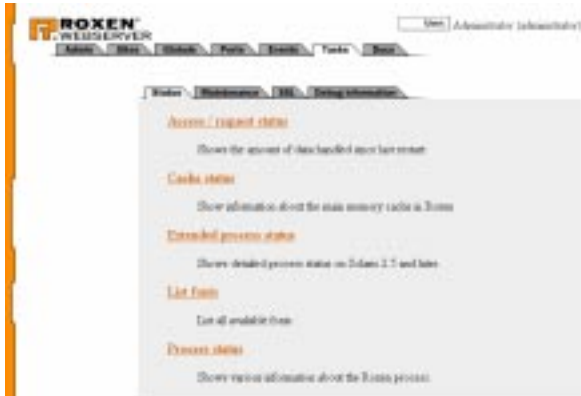 ROXEN
WEBSERVER
User Administrator (administrator)
Admin Sites Globals Ports Events Tasks Docs
Status Maintenance SSL Debug information
Access / request status
Shows the amount of data handled since last restart
Cache status
Show information about the main memory cache in Roxen
Extended process status
Shows detailed process status on Solaris 2.5 and later
List fonts
List all available fonts
Process status
Shows various information about the Roxen process.